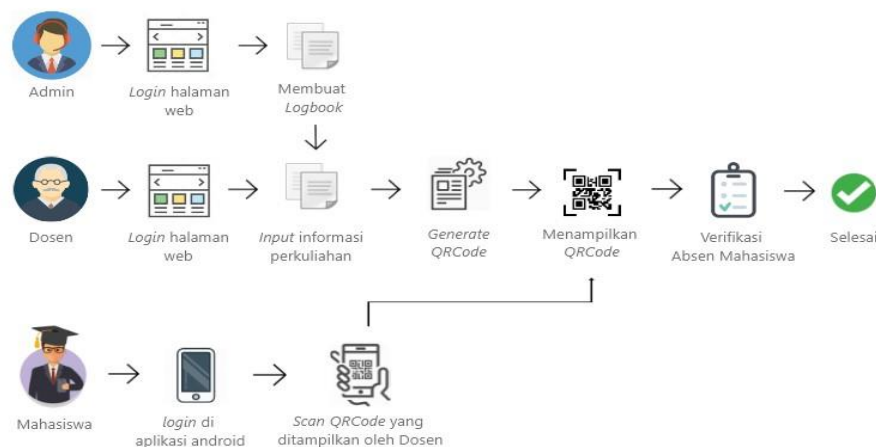 Admin
Login halaman
web
Membuat
Logbook
Dosen
Login halaman
web
Input informasi
perkuliahan
Generate
QRCode
Menampilkan
QRCode
Verifikasi
Absen Mahasiswa
Selesai
Mahasiswa
login di
aplikasi android
Scan QRCode yang
ditampilkan oleh Dosen